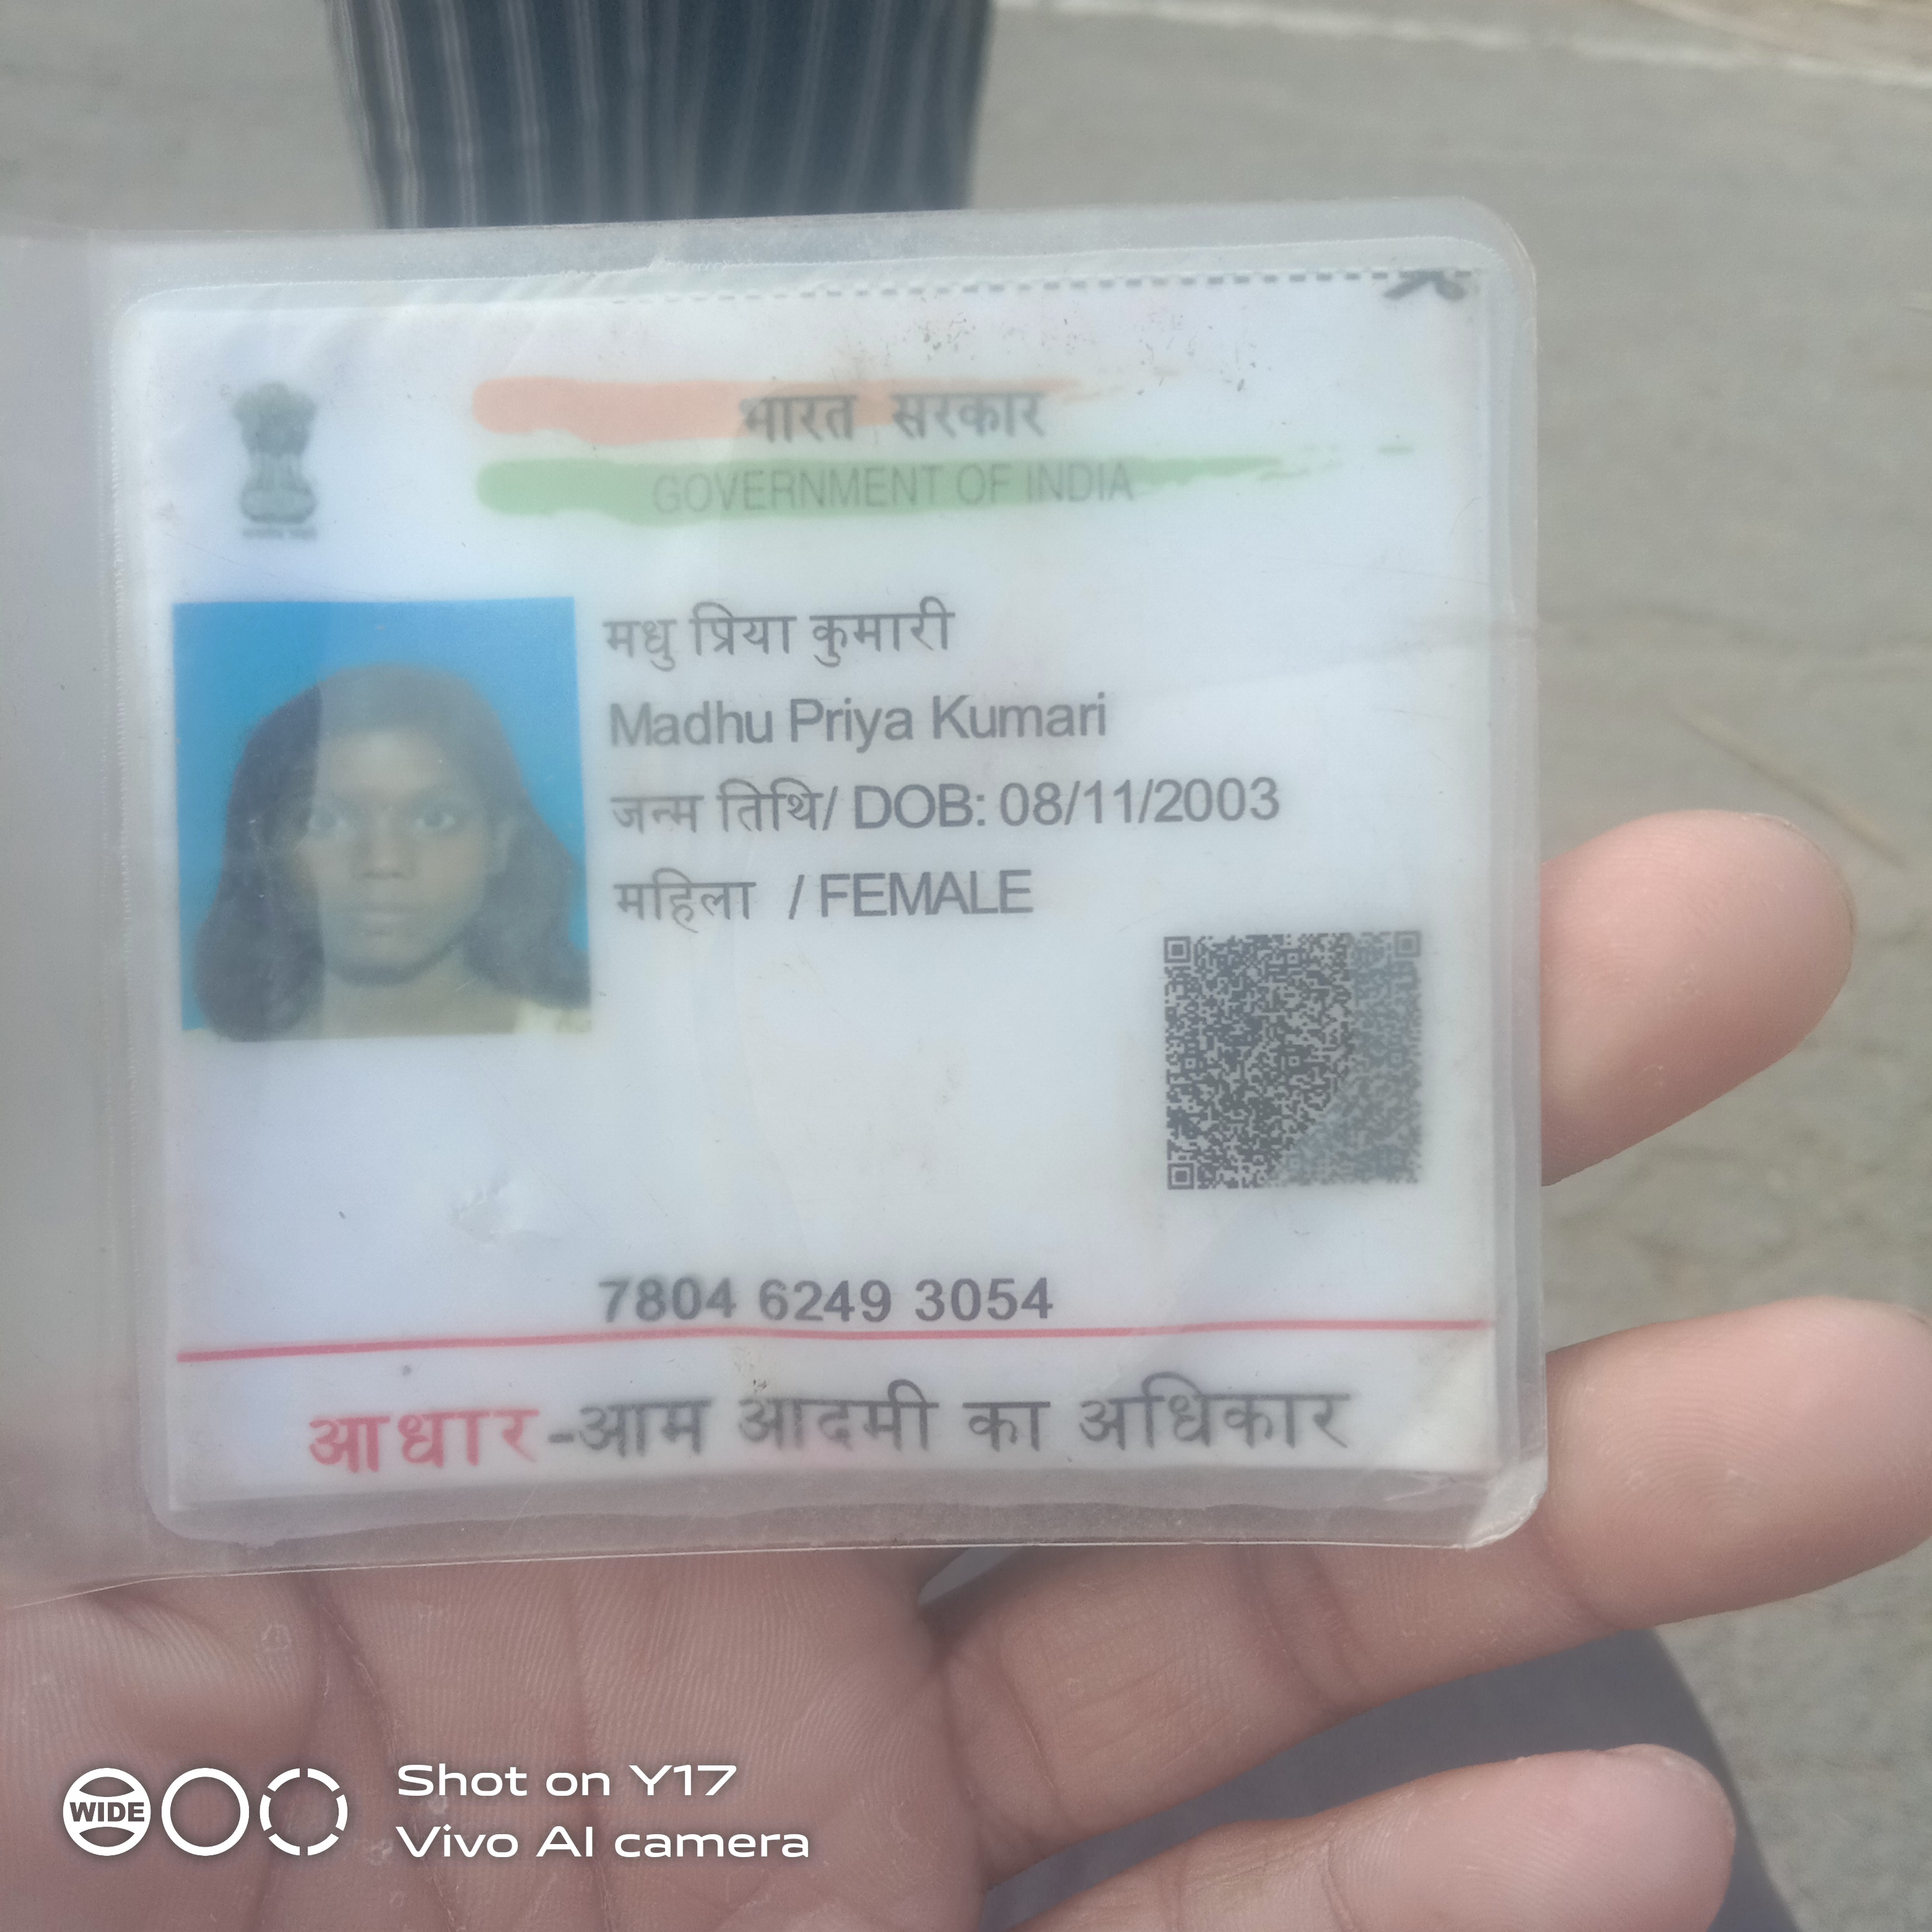 भारत सरकार
GOVERNMENT OF INDIA
मधु प्रिया कुमारी
Madhu Priya Kumari
जन्म तिथि/ DOB: 08/11/2003
महिला / FEMALE
7804 6249 3054
आधार-आम आदमी का अधिकार
WIDE
Shot on Y17
Vivo AI camera